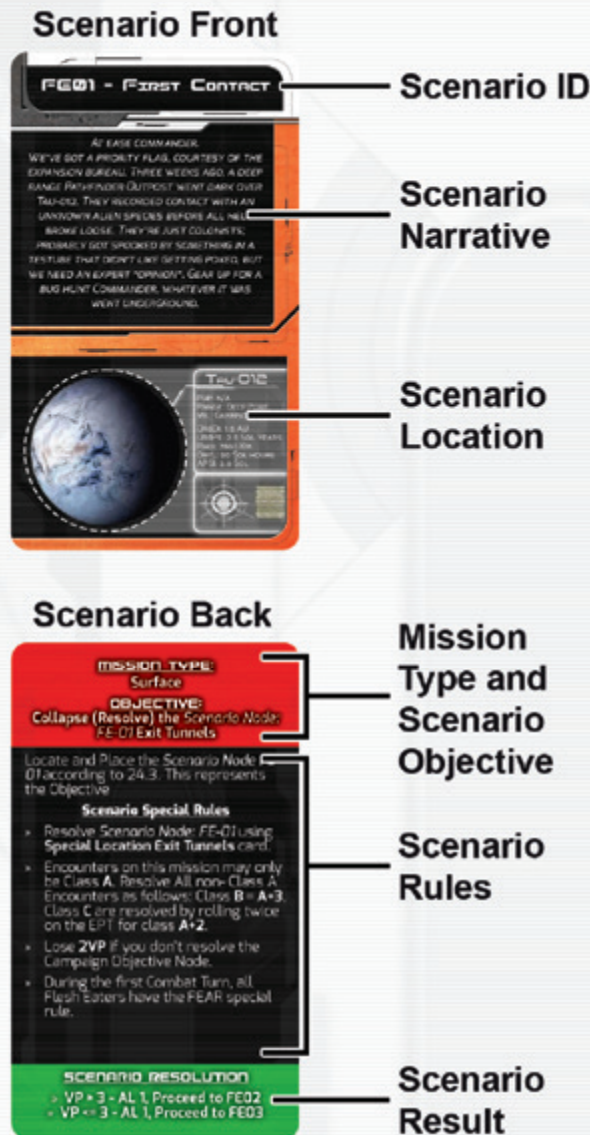 Scenario Front
FE01 - First Contact
Scenario ID
At ease Commander.
We've got a priority flag, courtesy of the
Expansion Bureau. Three weeks ago, a deep
range Pathfinder Outpost went dark over
Tau-012. They recorded contact with an
unknown alien species before all hell
broke loose. They're just colonists;
probably got spooked by something in a
testube that didn't like getting poked, but
we need an expert "opinion". Gear up for a
bug hunt Commander, whatever it was
went underground.
Scenario
Narrative
Tau-012
Scenario
Location
Scenario Back
MISSION TYPE:
Surface
OBJECTIVE:
Collapse (Resolve) the Scenario Node:
FE-01 Exit Tunnels
Mission
Type and
Scenario
Objective
Locate and Place the Scenario Node
01 according to 24.3. This represents
the Objective
Scenario Special Rules
» Resolve Scenario Node: FE-01 using
Special Location Exit Tunnels card.
» Encounters on this mission may only
be Class A. Resolve All non- Class A
Encounters as follows: Class B = A+3.
Class C are resolved by rolling twice
on the EPT for class A+2.
» Lose 2VP if you don't resolve the
Campaign Objective Node.
» During the first Combat Turn, all
Flesh Eaters have the FEAR special
rule.
Scenario
Rules
SCENARIO RESOLUTION
» VP > 3 - AL 1, Proceed to FE02
» VP <= 3 - AL 1, Proceed to FE03
Scenario
Result